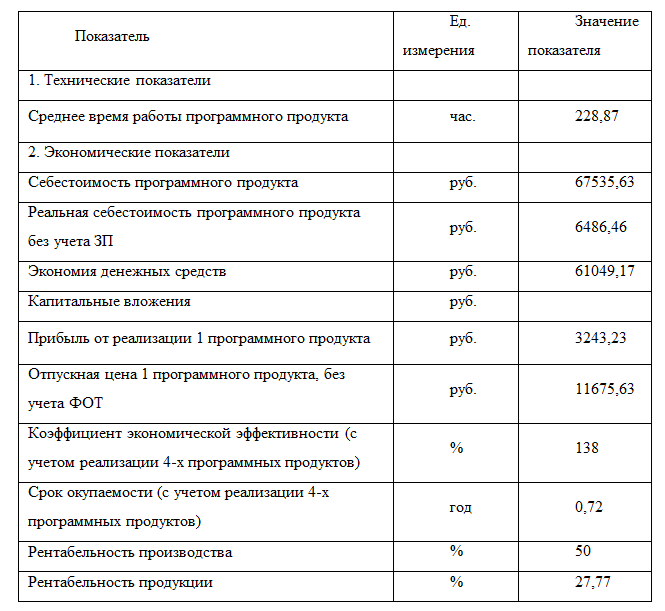 Показатель
Ед.
измерения
Значение
показателя
1. Технические показатели
Среднее время работы программного продукта
час.
228,87
2. Экономические показатели
Себестоимость программного продукта
руб.
67535,63
Реальная себестоимость программного продукта
без учета ЗП
руб.
6486,46
Экономия денежных средств
руб.
61049,17
Капитальные вложения
руб.
Прибыль от реализации 1 программного продукта
руб.
3243,23
Отпускная цена 1 программного продукта, без
учета ФОТ
руб.
11675,63
Коэффициент экономической эффективности (с
учетом реализации 4-х программных продуктов)
%
138
Срок окупаемости (с учетом реализации 4-х
программных продуктов)
год
0,72
Рентабельность производства
%
50
Рентабельность продукции
%
27,77